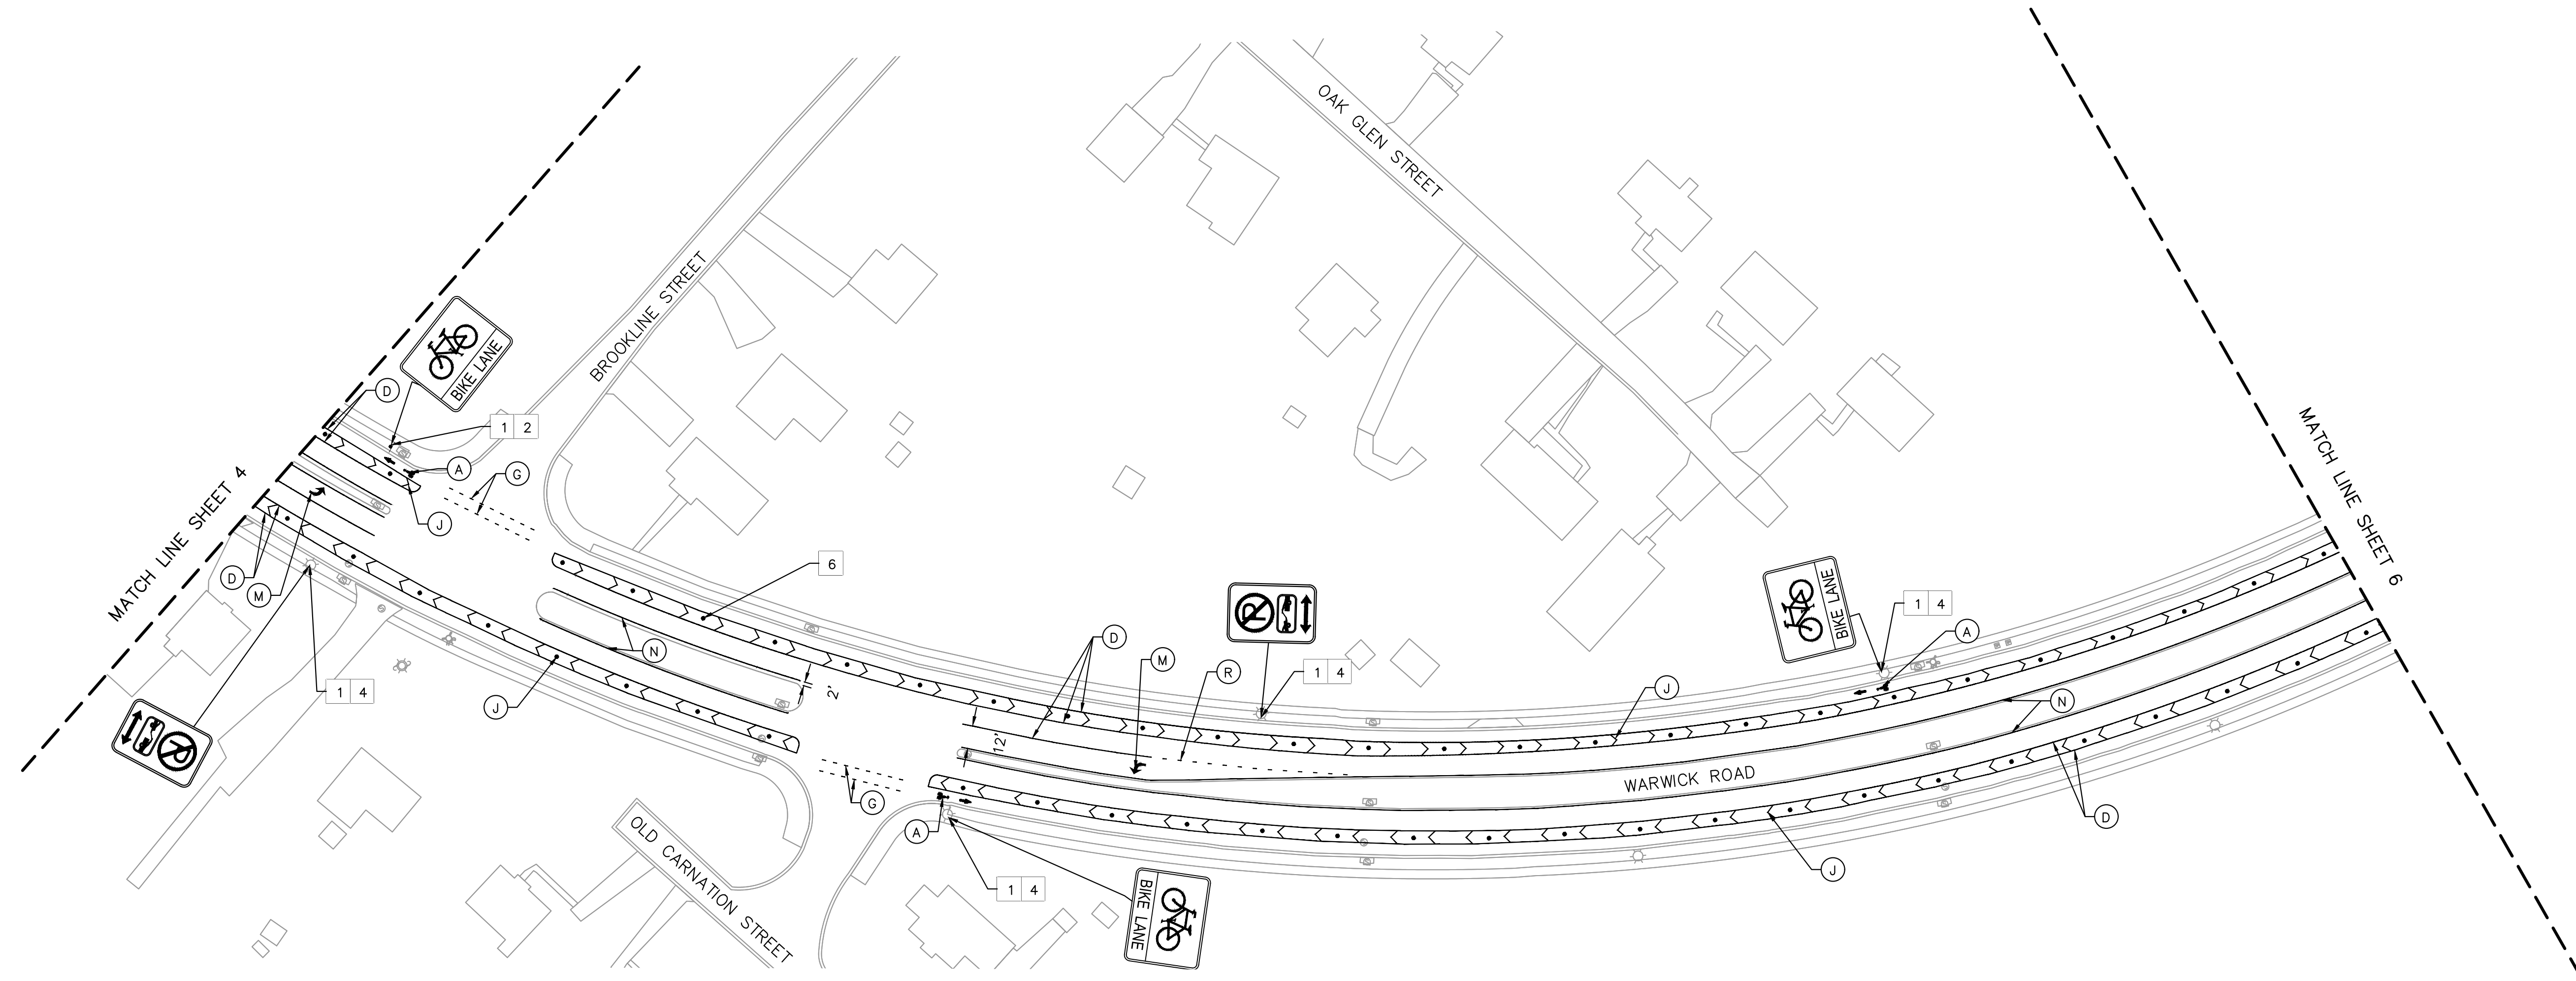 OAK GLEN STREET
BROOKLINE STREET
BIKE LANE
D
1 2
A
G
J
MATCH LINE SHEET 4
D
M
6
N
1 4
J
2'
P
D
M
R
P
1 4
12'
J
BIKE LANE
1 4
A
N
MATCH LINE SHEET 6
WARWICK ROAD
G
A
D
J
OLD CARNATION STREET
1 4
BIKE LANE